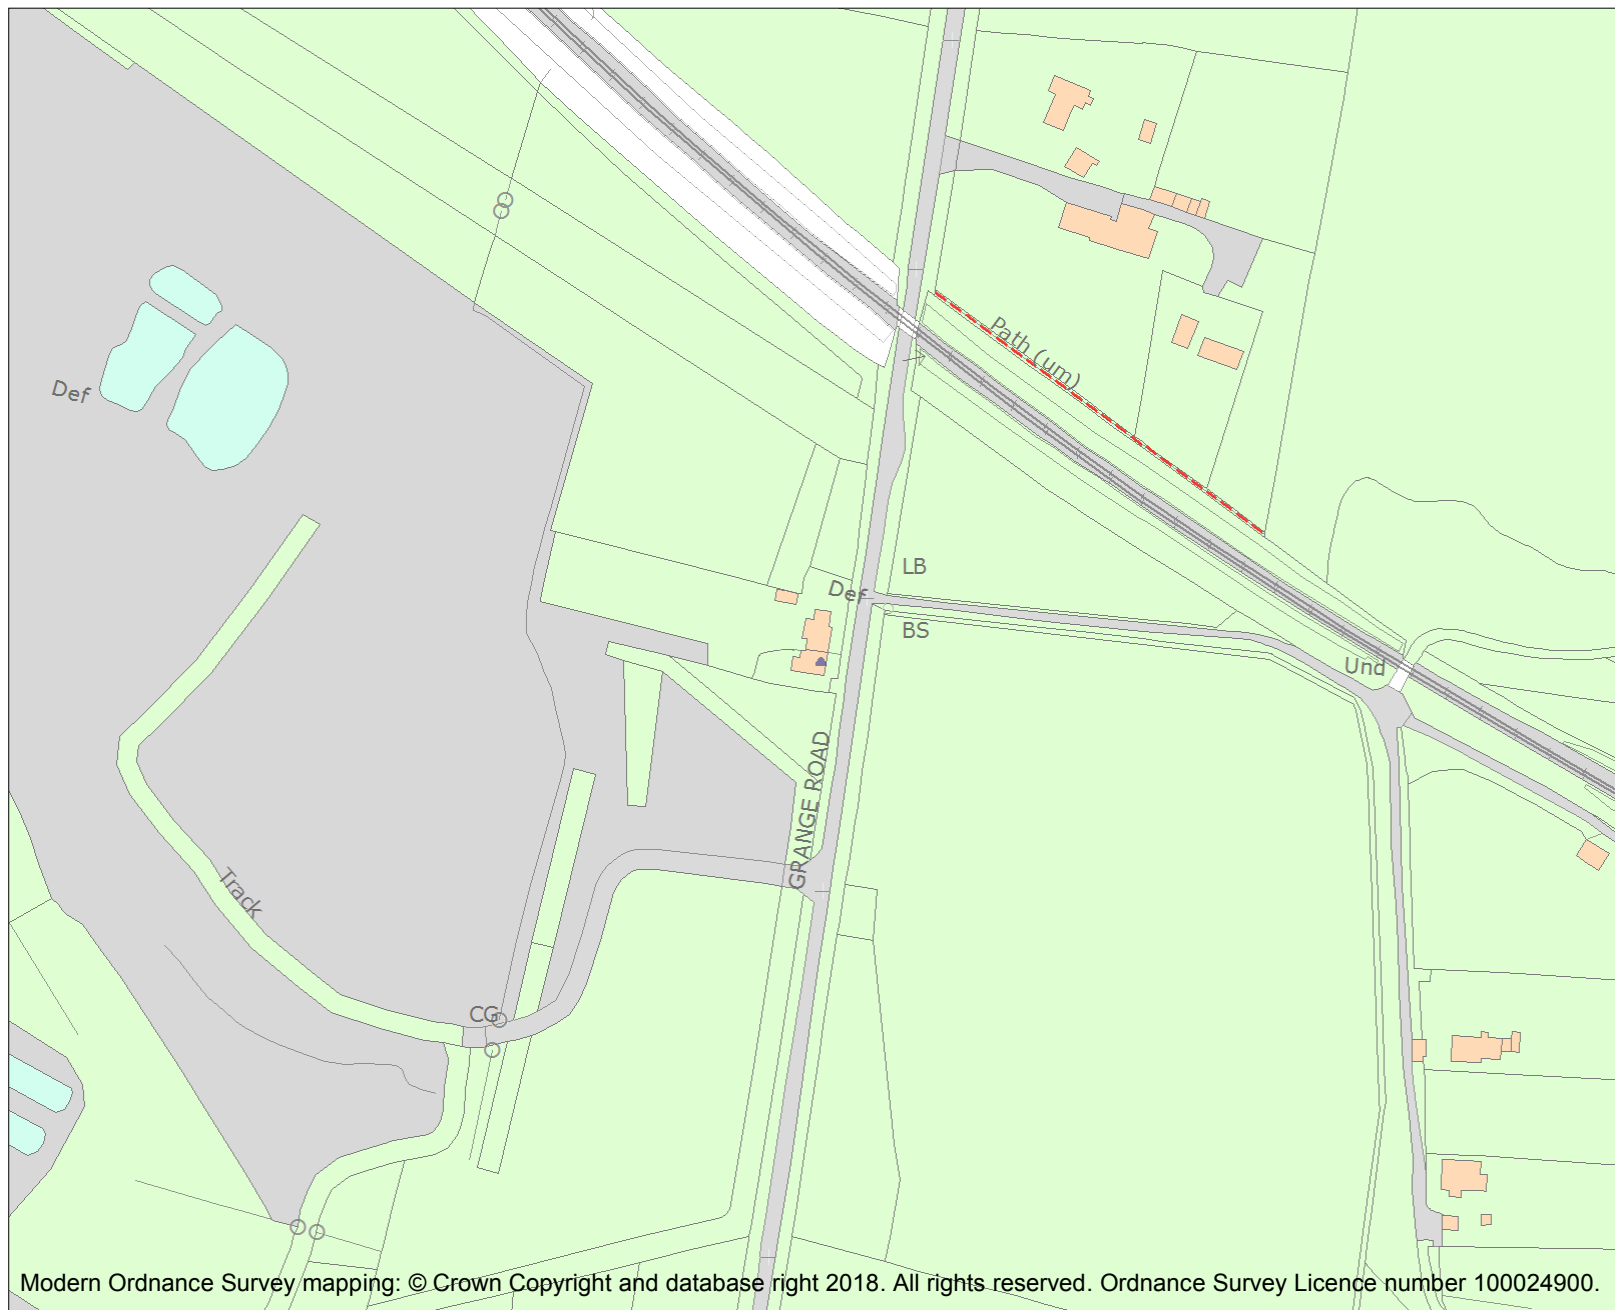 Path (um)
Def
LB
Def
BS
Und
GRANGE ROAD
Track
CG
Modern Ordnance Survey mapping: © Crown Copyright and database right 2018. All rights reserved. Ordnance Survey Licence number 100024900.